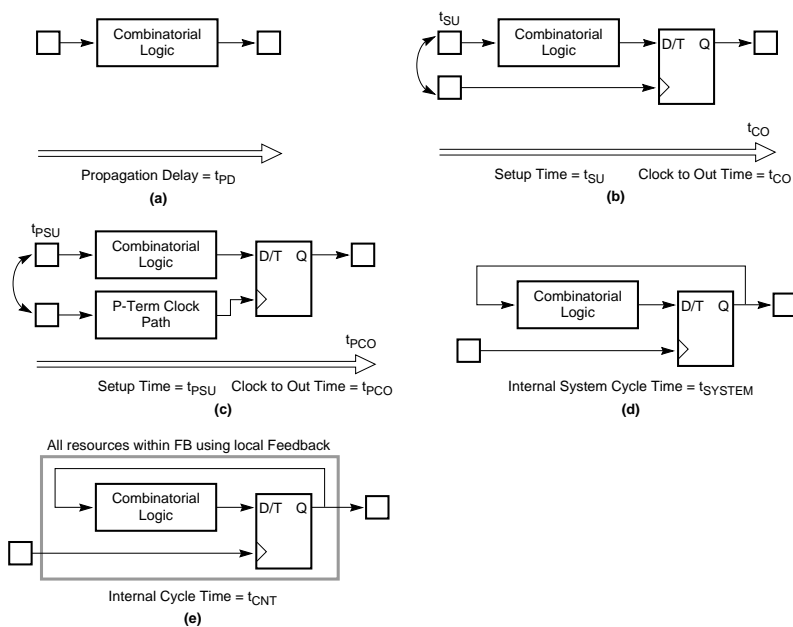 Combinatorial
Logic
Propagation Delay = tPD
(a)
tSU
Combinatorial
Logic
D/T Q
tCO
Setup Time = tSU Clock to Out Time = tCO
(b)
tPSU
Combinatorial
Logic
D/T Q
P-Term Clock
Path
tPCO
Setup Time = tPSU Clock to Out Time = tPCO
(c)
Combinatorial
Logic
D/T Q
Internal System Cycle Time = tSYSTEM
(d)
All resources within FB using local Feedback
Combinatorial
Logic
D/T Q
Internal Cycle Time = tCNT
(e)